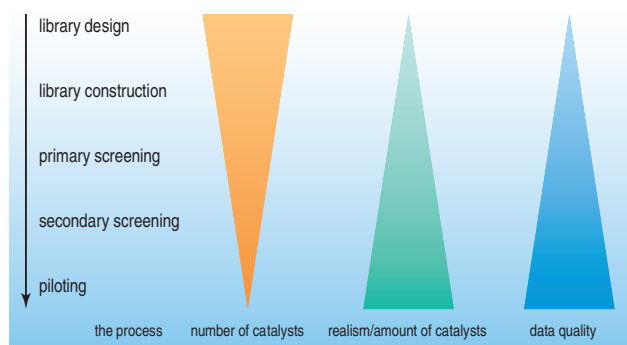 library design
library construction
primary screening
secondary screening
piloting
the process number of catalysts realism/amount of catalysts data quality